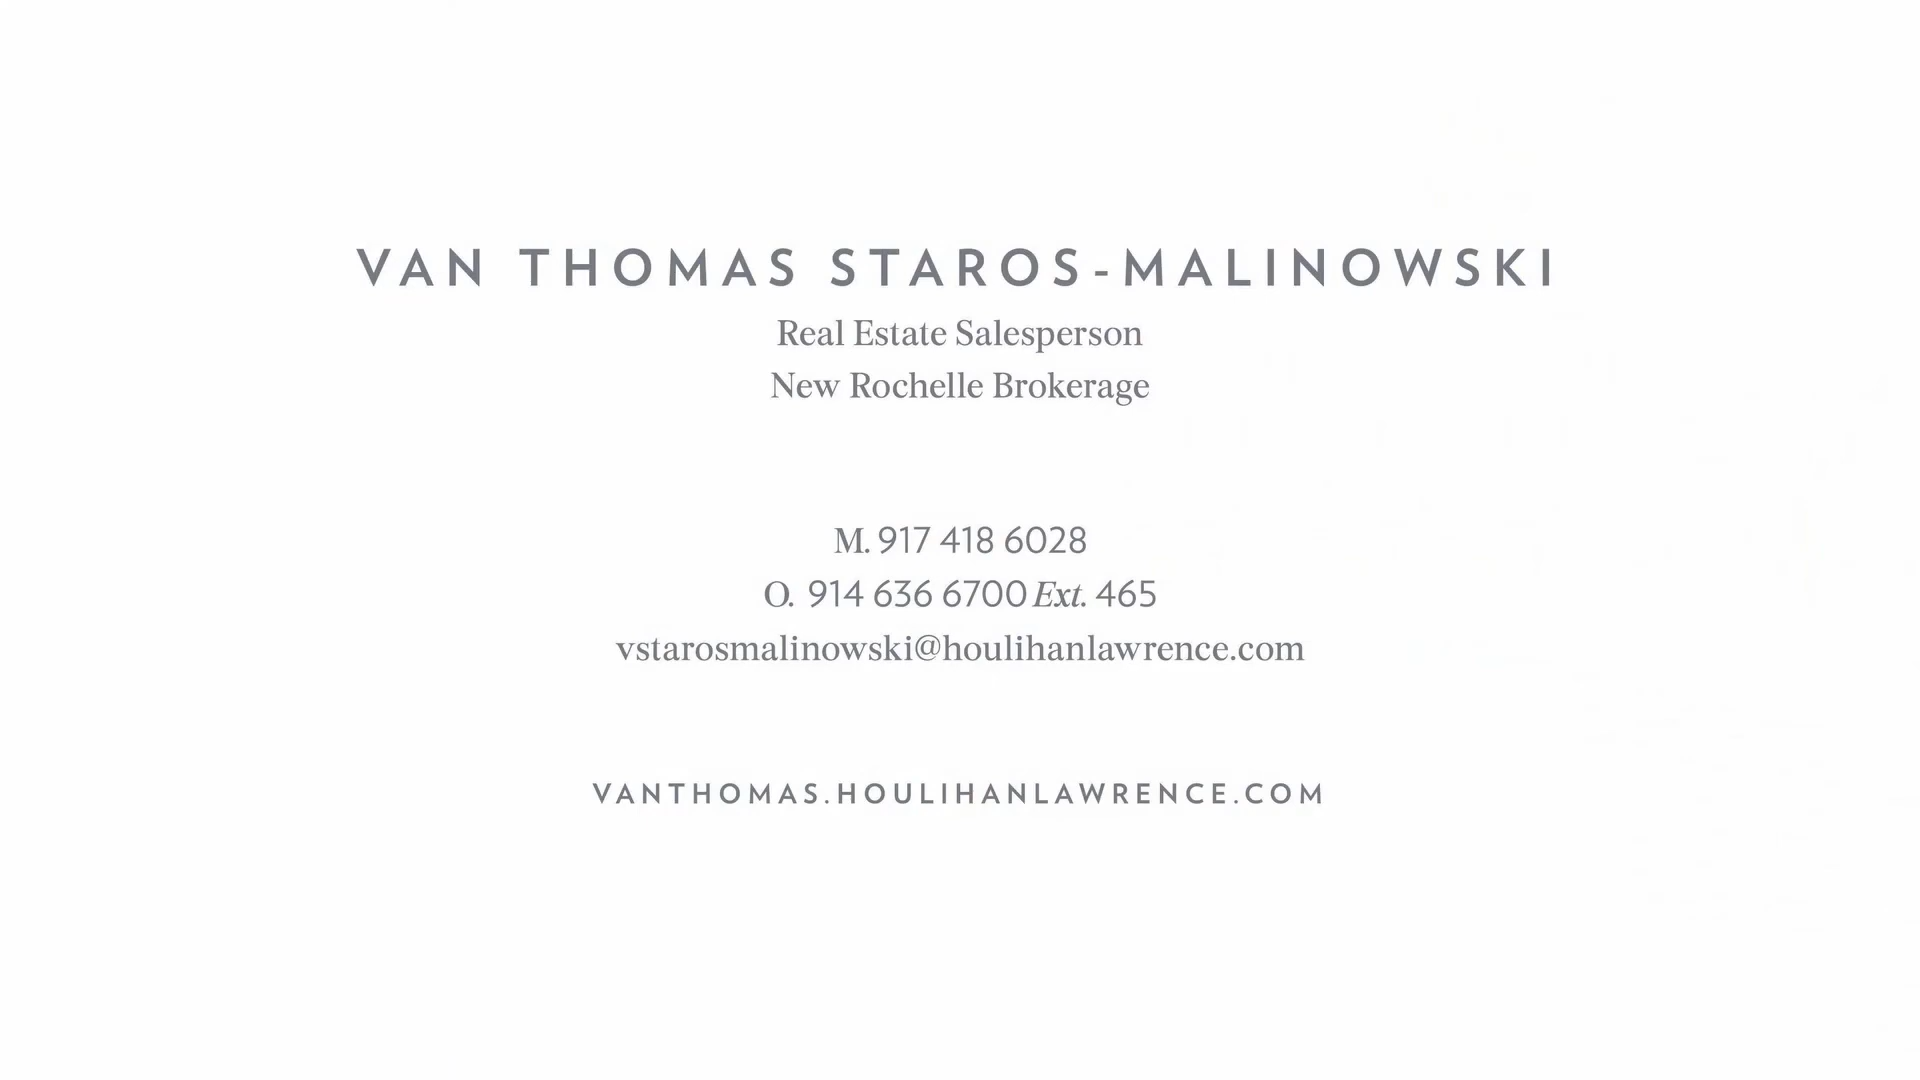 VAN THOMAS STAROS-MALINOWSKI
Real Estate Salesperson
New Rochelle Brokerage
M. 917 418 6028
O. 914 636 6700 Ext. 465
vstarosmalinowski@houlihanlawrence.com
VANTHOMAS.HOULIHANLAWRENCE.COM